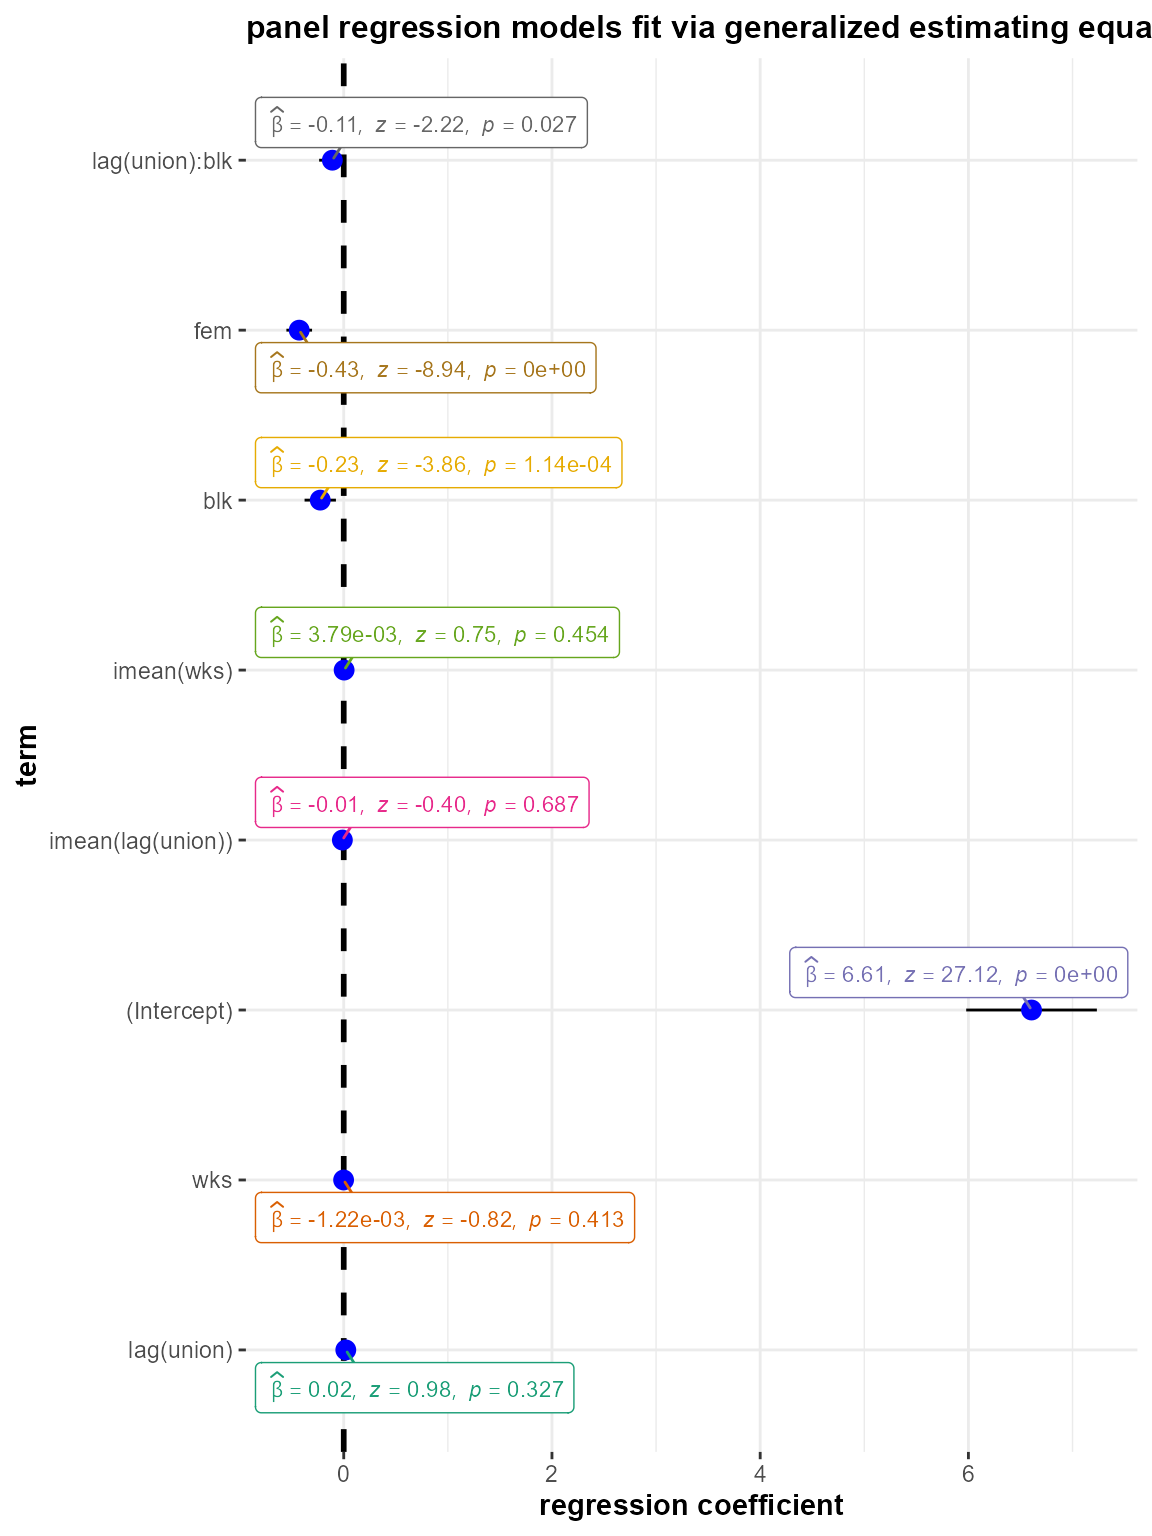 panel regression models fit via generalized estimating equa
β̂ = -0.11, z = -2.22, p = 0.027
lag(union):blk
fem
β̂ = -0.43, z = -8.94, p = 0e+00
β̂ = -0.23, z = -3.86, p = 1.14e-04
blk
β̂ = 3.79e-03, z = 0.75, p = 0.454
imean(wks)
term
β̂ = -0.01, z = -0.40, p = 0.687
imean(lag(union))
β̂ = 6.61, z = 27.12, p = 0e+00
(Intercept)
wks
β̂ = -1.22e-03, z = -0.82, p = 0.413
lag(union)
β̂ = 0.02, z = 0.98, p = 0.327
0 2 4 6
regression coefficient